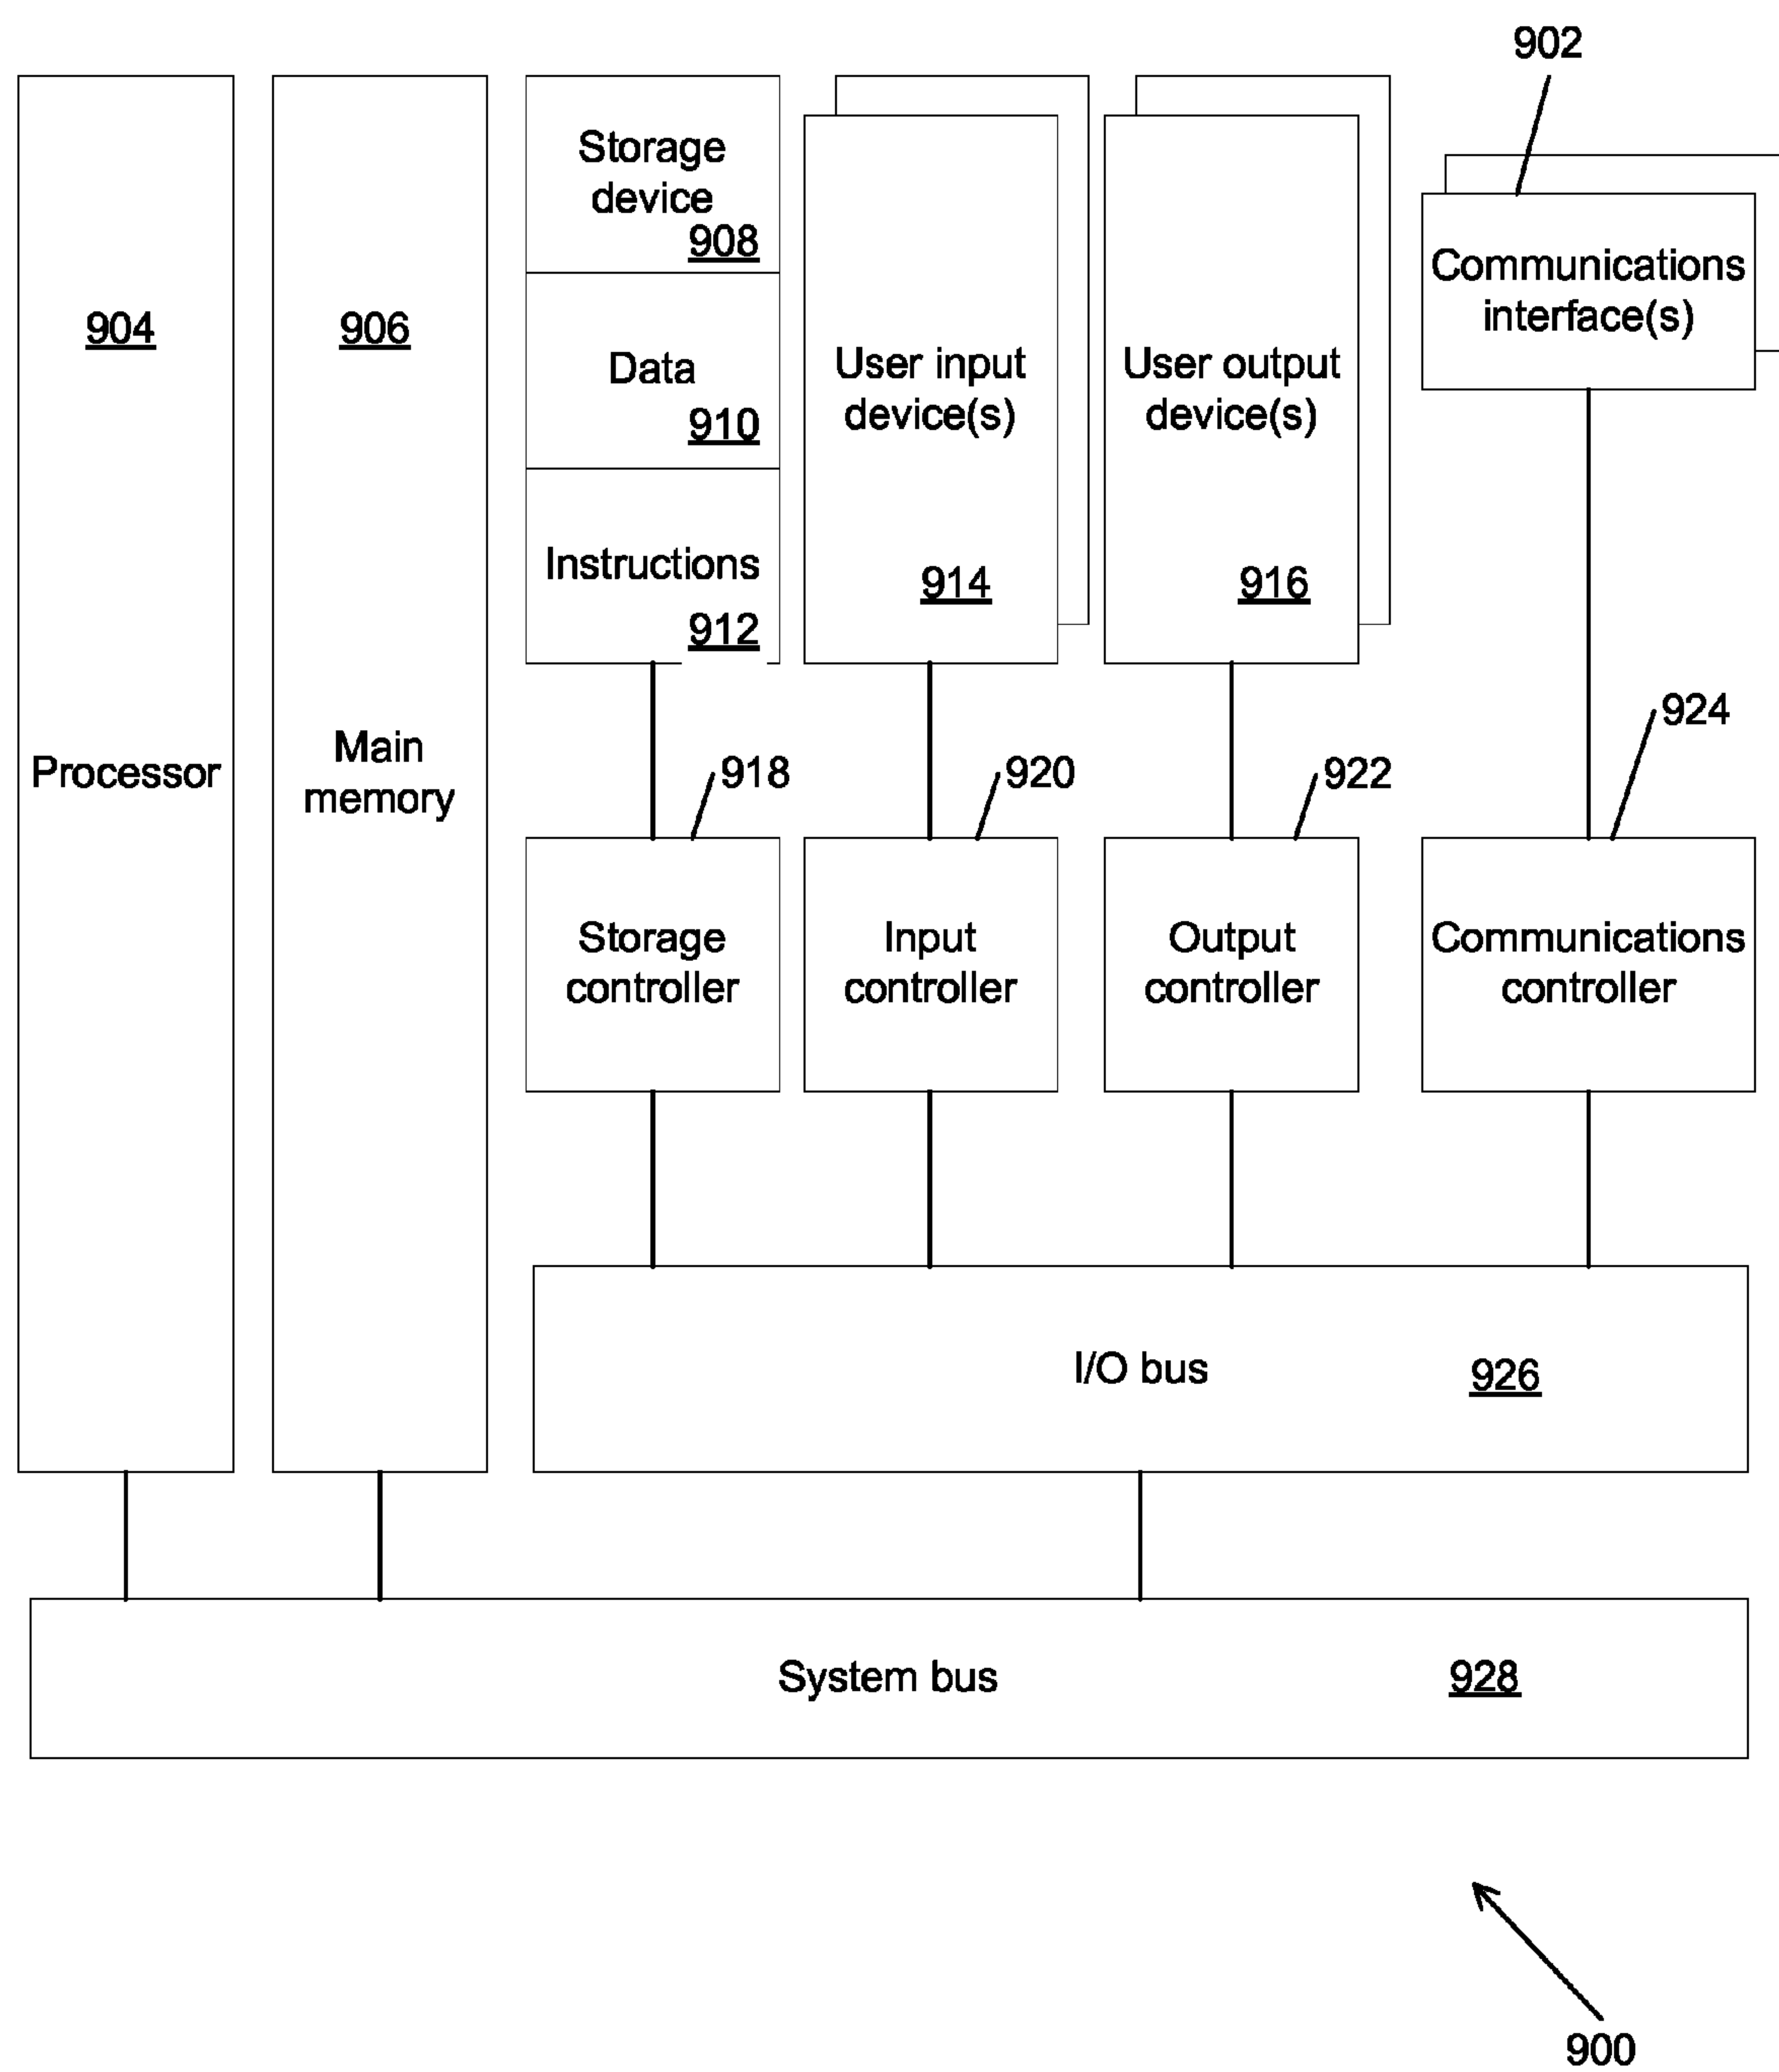 902
Storage
device
908
904
906
Communications
interface(s)
Data
910
User input
device(s)
User output
device(s)
Instructions
912
914
916
924
Processor
Main
memory
918
920
922
Storage
controller
Input
controller
Output
controller
Communications
controller
I/O bus
926
System bus
928
900